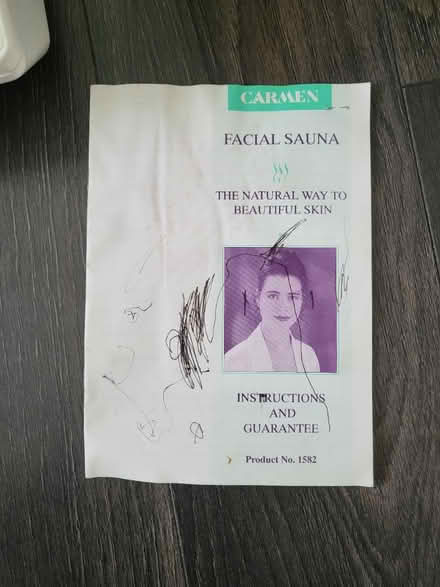 CARMEN
FACIAL SAUNA
THE NATURAL WAY TO
BEAUTIFUL SKIN
INSTRUCTIONS
AND
GUARANTEE
Product No. 1582